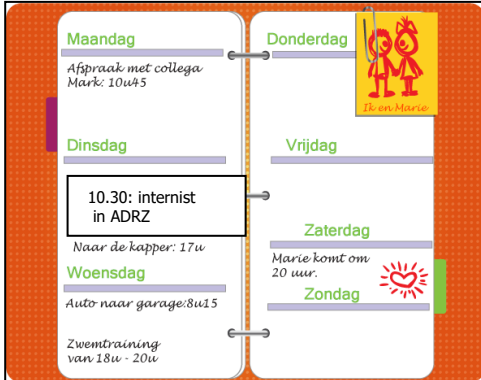 Maandag
Afspraak met collega
Mark: 10u45
Dinsdag
10.30: internist
in ADRZ
Naar de kapper: 17u
Woensdag
Auto naar garage:8u15
Zwemtraining
van 18u - 20u
Donderdag
Ik en Marie
Vrijdag
Zaterdag
Marie komt om
20 uur.
Zondag